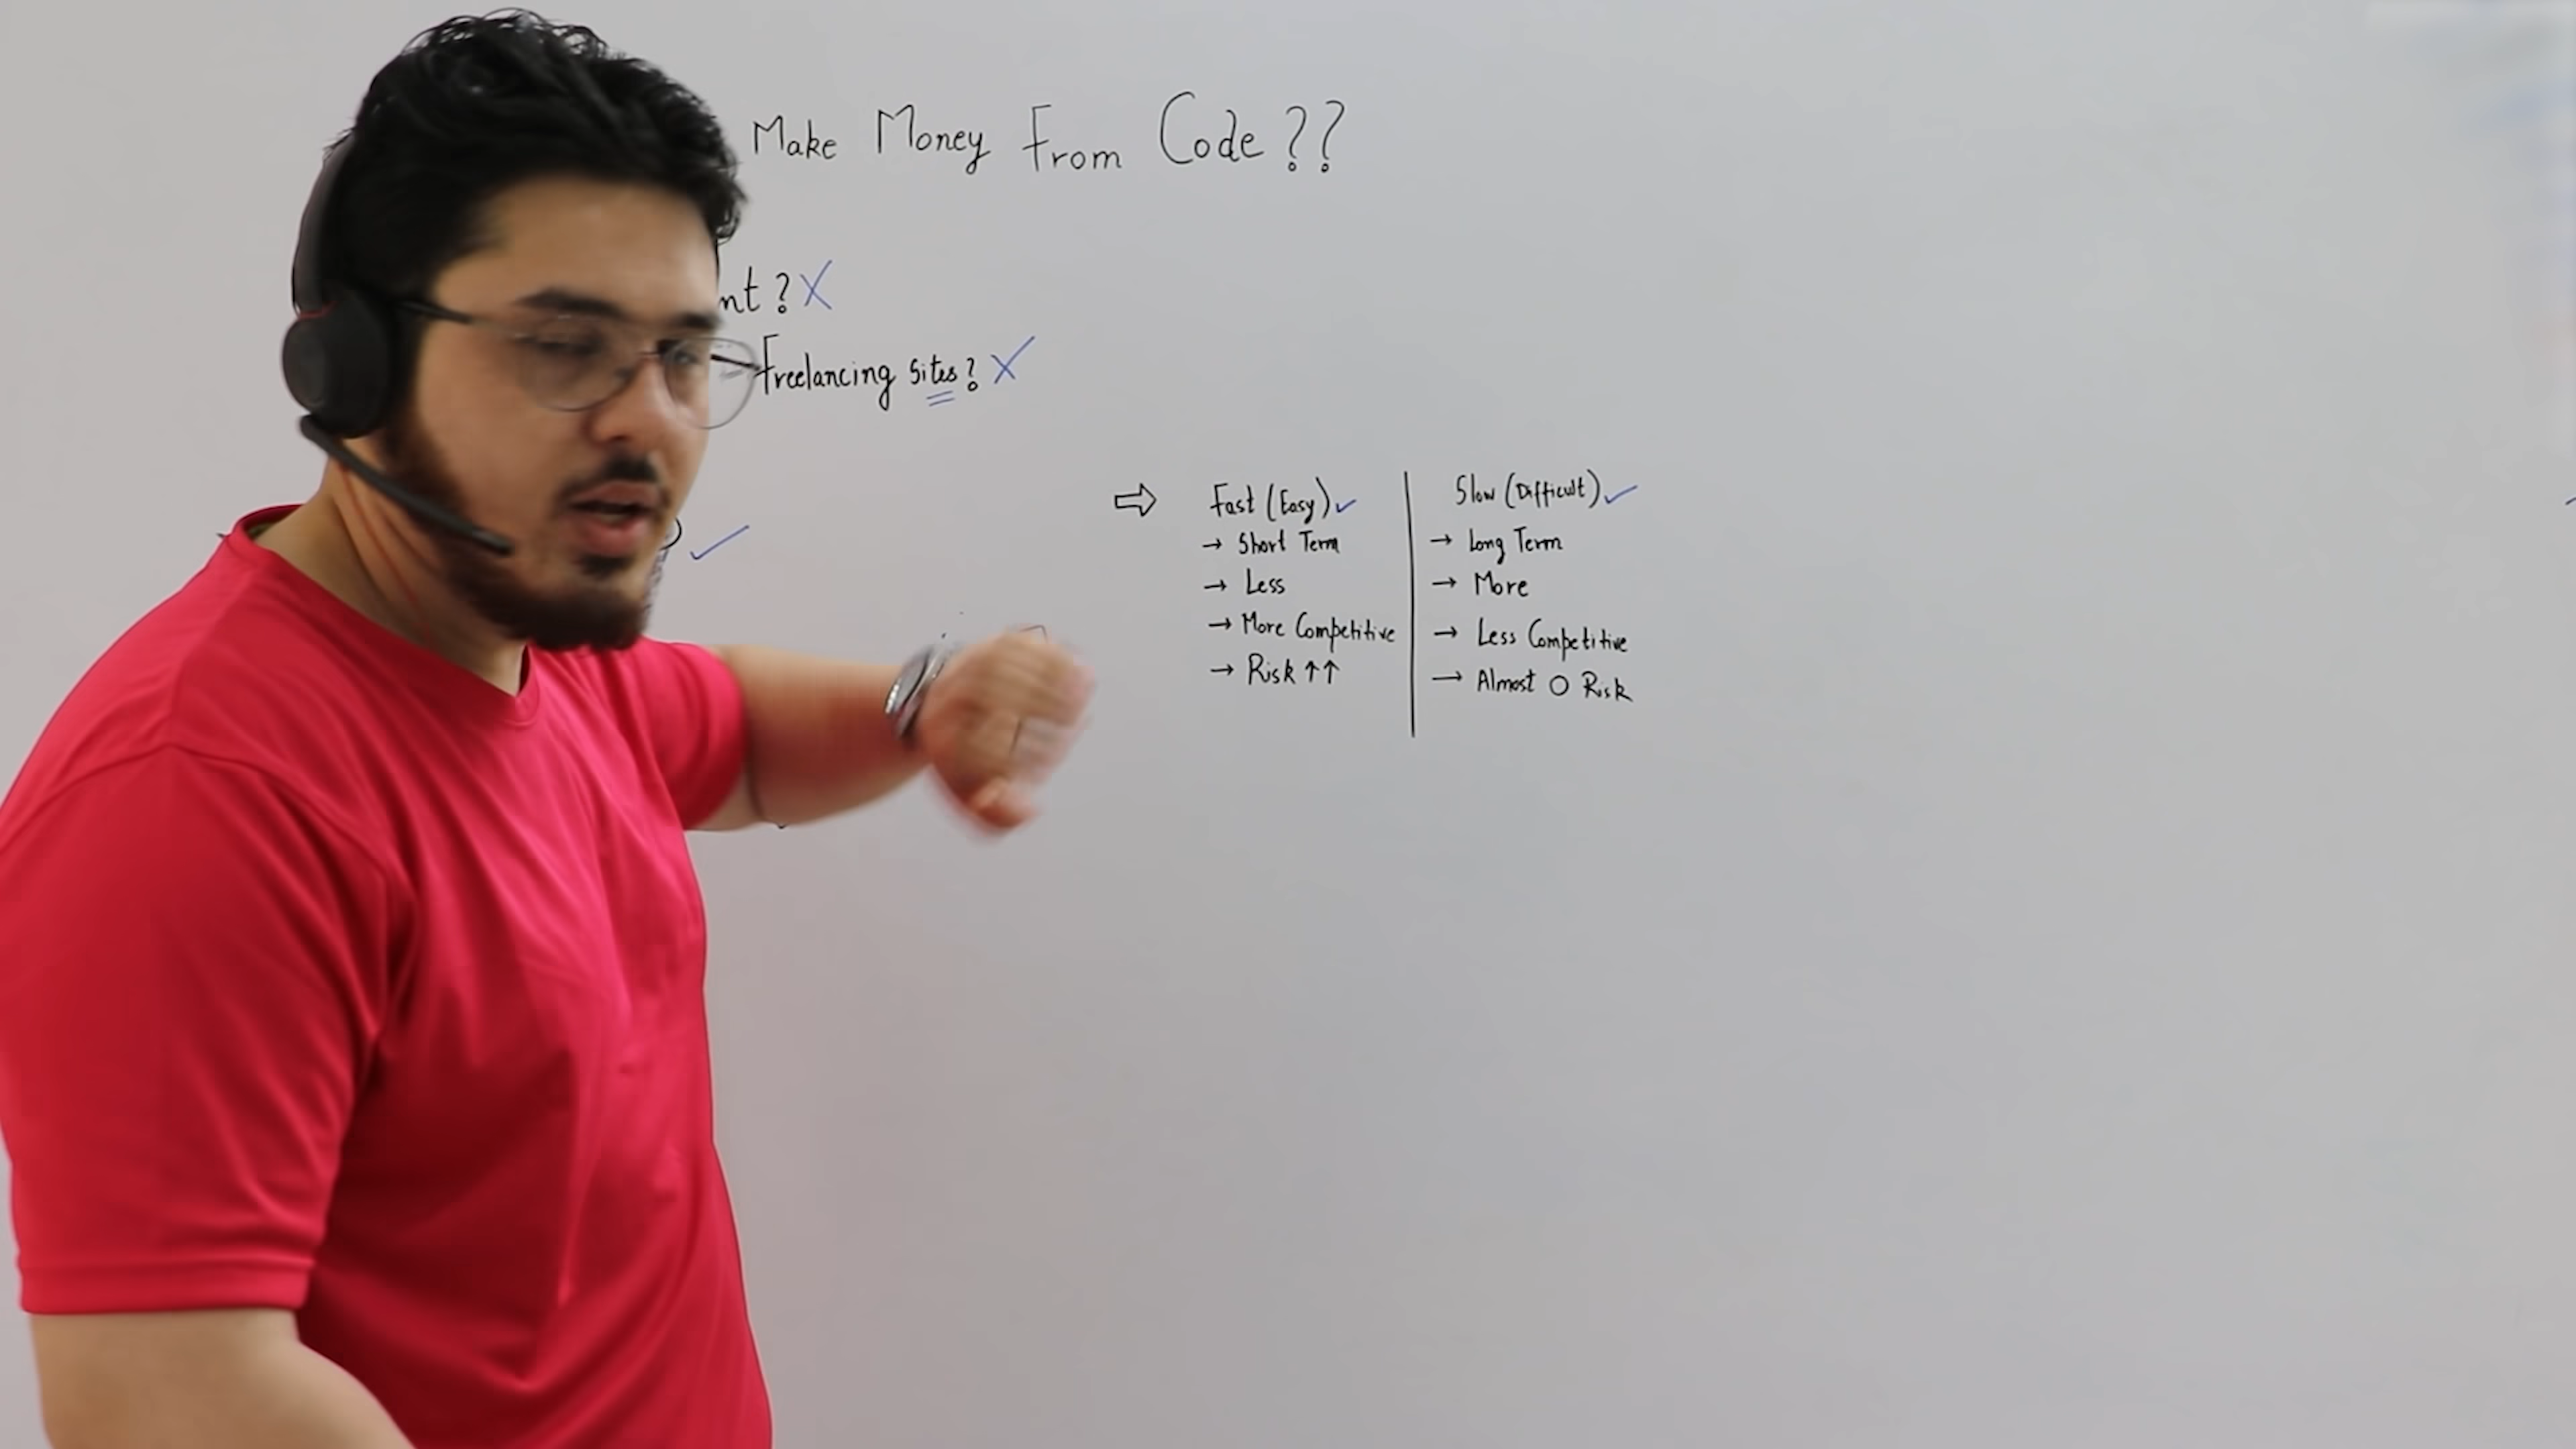 Make Money From Code ??
nt ? X
Freelancing sites ? X
? ✓
⇨ Fast (Easy) ✓
→ Short Term
→ Less
→ More Competitive
→ Risk ↑↑
Slow (Difficult) ✓
→ Long Term
→ More
→ Less Competitive
→ Almost 0 Risk